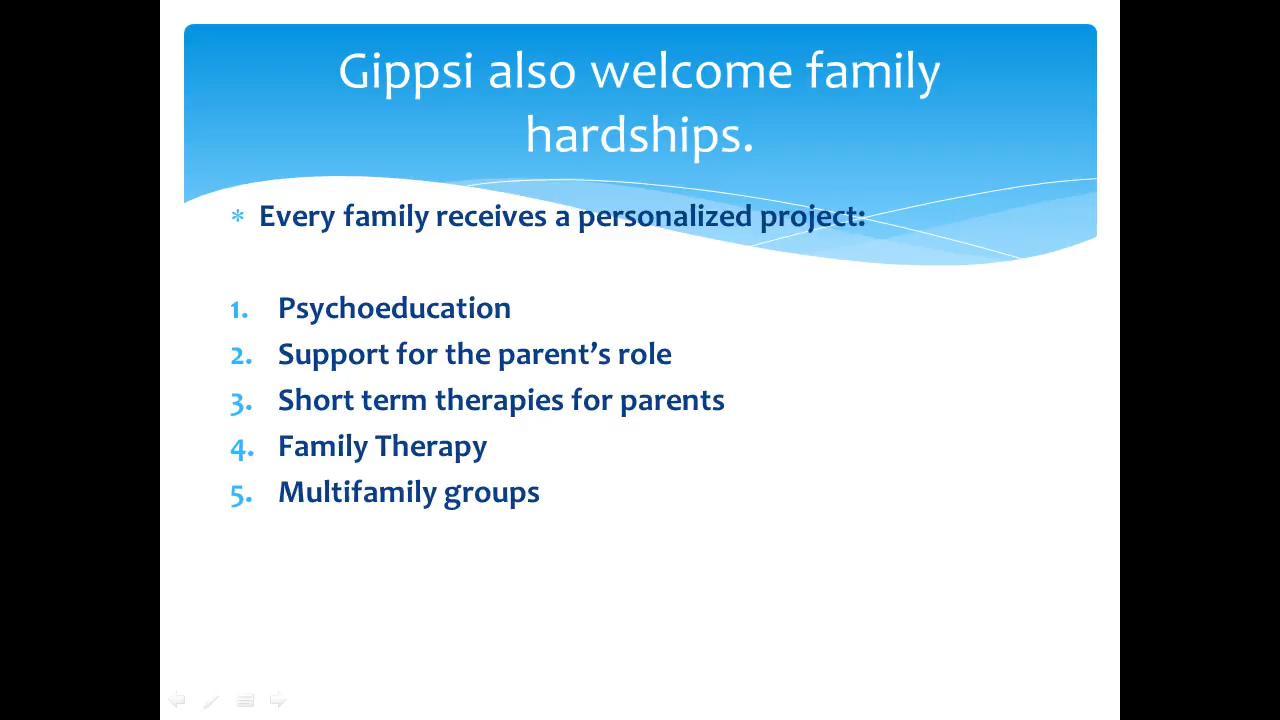 Gippsi also welcome family
hardships.
* Every family receives a personalized project:
1. Psychoeducation
2. Support for the parent’s role
3. Short term therapies for parents
4. Family Therapy
5. Multifamily groups